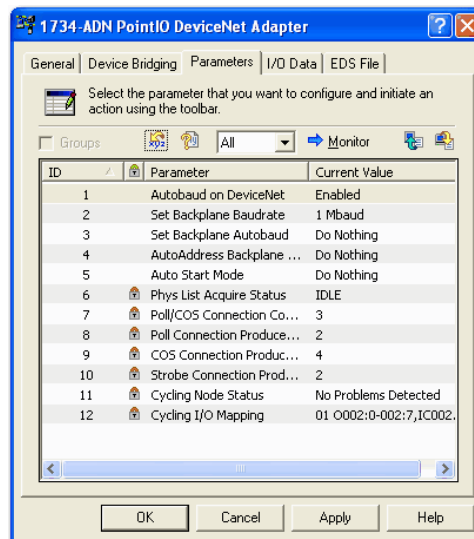 1734-ADN PointIO DeviceNet Adapter
General Device Bridging Parameters I/O Data EDS File
Select the parameter that you want to configure and initiate an
action using the toolbar.
Groups All Monitor
ID Parameter Current Value
1 Autobaud on DeviceNet Enabled
2 Set Backplane Baudrate 1 Mbaud
3 Set Backplane Autobaud Do Nothing
4 AutoAddress Backplane ... Do Nothing
5 Auto Start Mode Do Nothing
6 Phys List Acquire Status IDLE
7 Poll/COS Connection Co... 3
8 Poll Connection Produce... 2
9 COS Connection Produc... 4
10 Strobe Connection Prod... 2
11 Cycling Node Status No Problems Detected
12 Cycling I/O Mapping 01 O002:0-002:7,IC002.
OK Cancel Apply Help